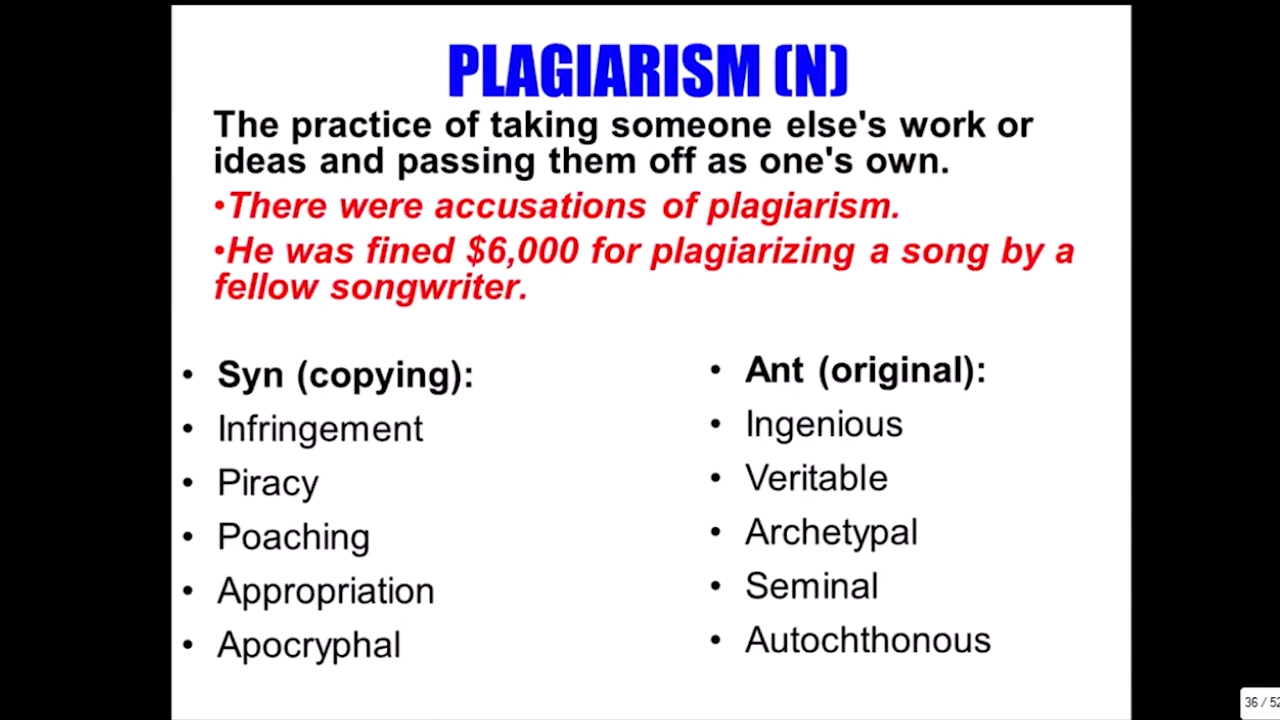 PLAGIARISM (N)
The practice of taking someone else's work or
ideas and passing them off as one's own.
•There were accusations of plagiarism.
•He was fined $6,000 for plagiarizing a song by a
fellow songwriter.
• Syn (copying):
• Infringement
• Piracy
• Poaching
• Appropriation
• Apocryphal
• Ant (original):
• Ingenious
• Veritable
• Archetypal
• Seminal
• Autochthonous
36 / 52